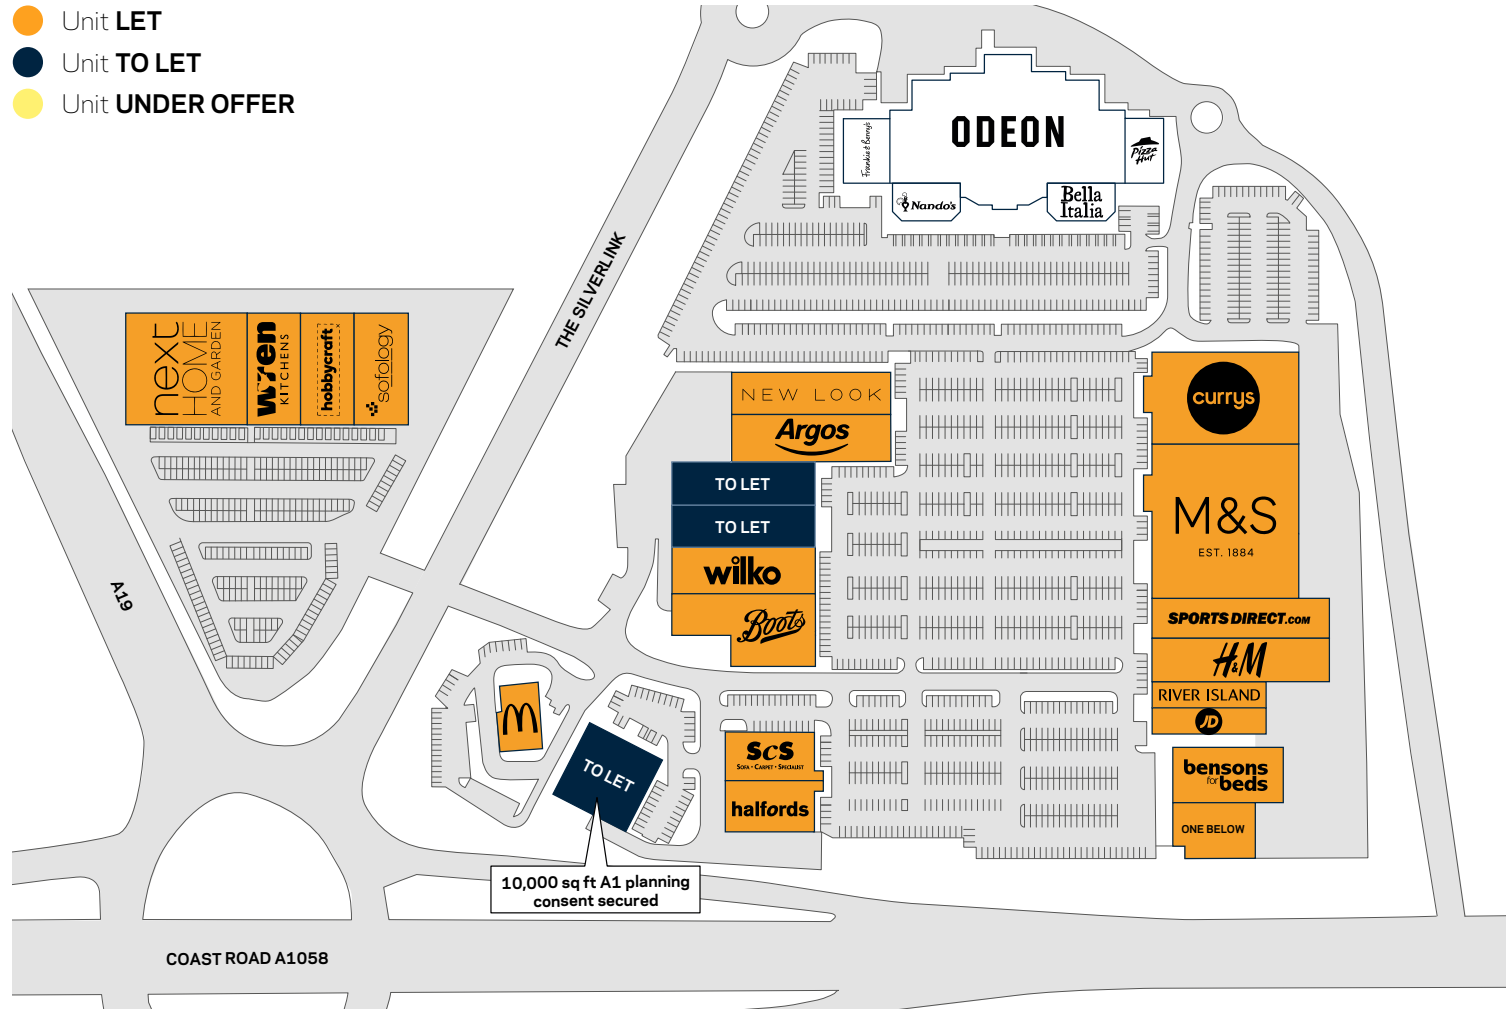 Unit LET
Unit TO LET
Unit UNDER OFFER
ODEON
Frankie & Benny's
Pizza
Hut
Nando's
Bella
Italia
THE SILVERLINK
next
HOME
AND GARDEN
wren
KITCHENS
hobbycraft
sofology
NEW LOOK
Argos
TO LET
TO LET
wilko
Boots
currys
M&S
EST. 1884
SPORTSDIRECT.COM
H&M
RIVER ISLAND
JD
bensons
for beds
ONE BELOW
A19
M
TO LET
ScS
SOFA • CARPET • SPECIALIST
halfords
10,000 sq ft A1 planning
consent secured
COAST ROAD A1058